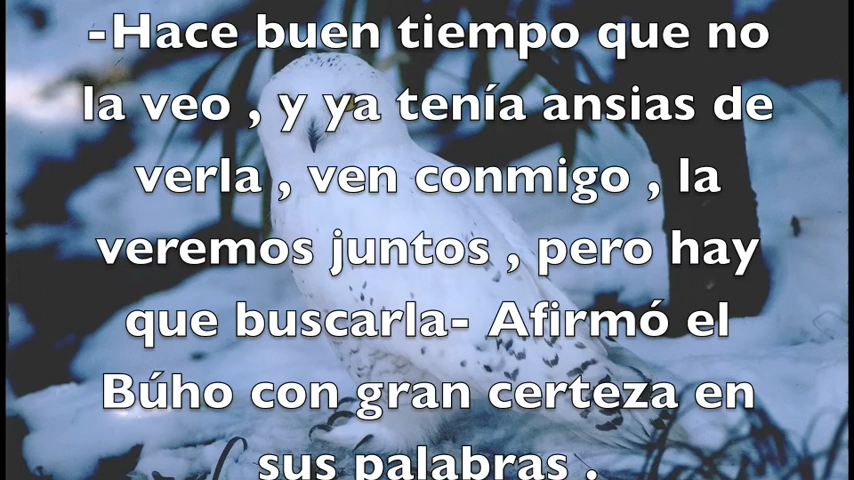 -Hace buen tiempo que no
la veo , y ya tenía ansias de
verla , ven conmigo , la
veremos juntos , pero hay
que buscarla- Afirmó el
Búho con gran certeza en
sus palabras .